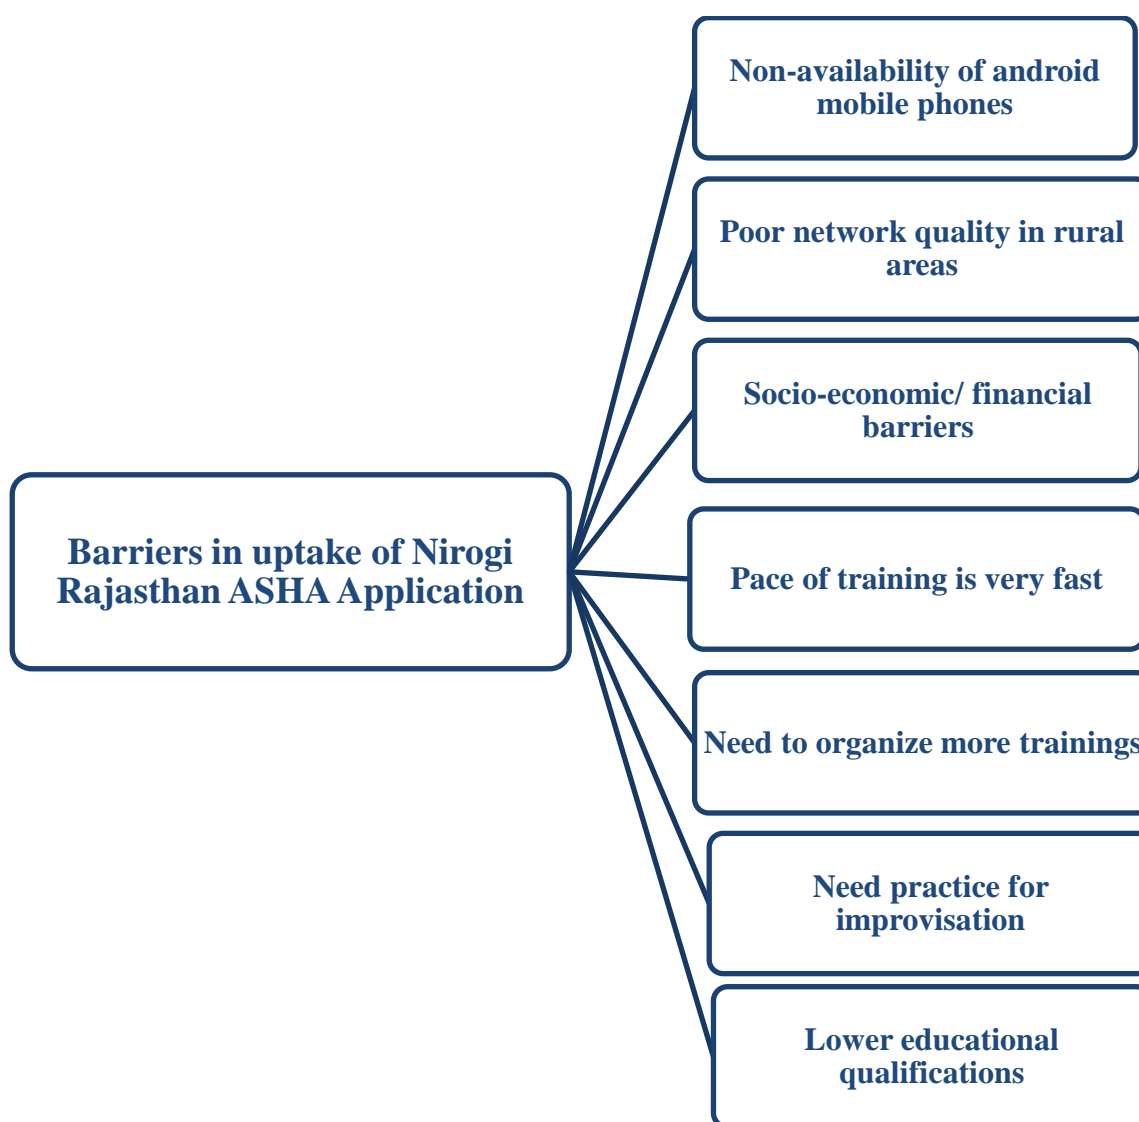 Non-availability of android
mobile phones
Poor network quality in rural
areas
Socio-economic/ financial
barriers
Barriers in uptake of Nirogi
Rajasthan ASHA Application
Pace of training is very fast
Need to organize more trainings
Need practice for
improvisation
Lower educational
qualifications